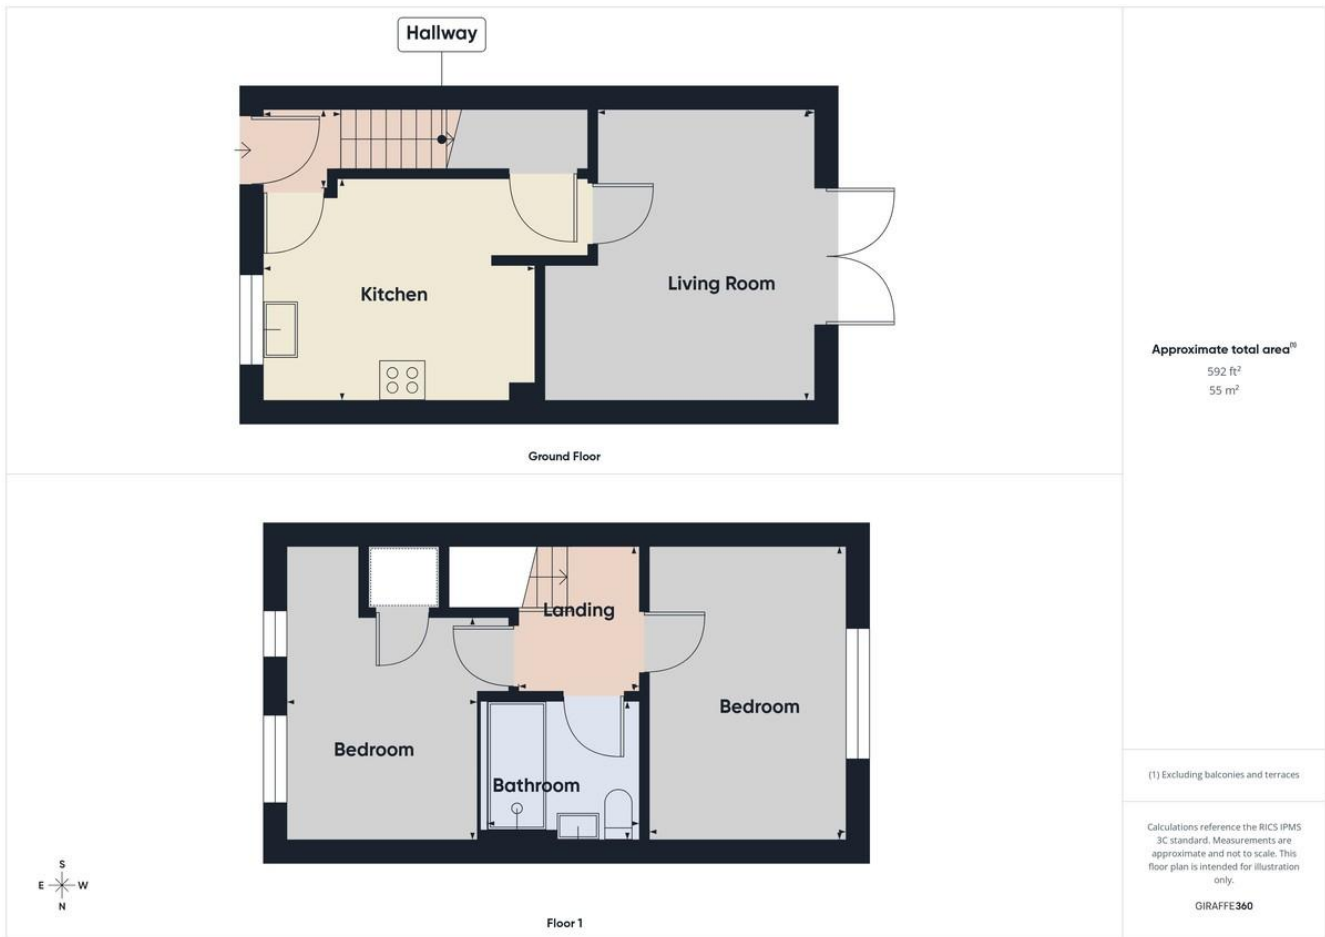 Hallway
Kitchen
Living Room
Ground Floor
Landing
Bedroom
Bedroom
Bathroom
Floor 1
S
E W
N
Approximate total area(1)
592 ft²
55 m²
(1) Excluding balconies and terraces
Calculations reference the RICS IPMS
3C standard. Measurements are
approximate and not to scale. This
floor plan is intended for illustration
only.
GIRAFFE360